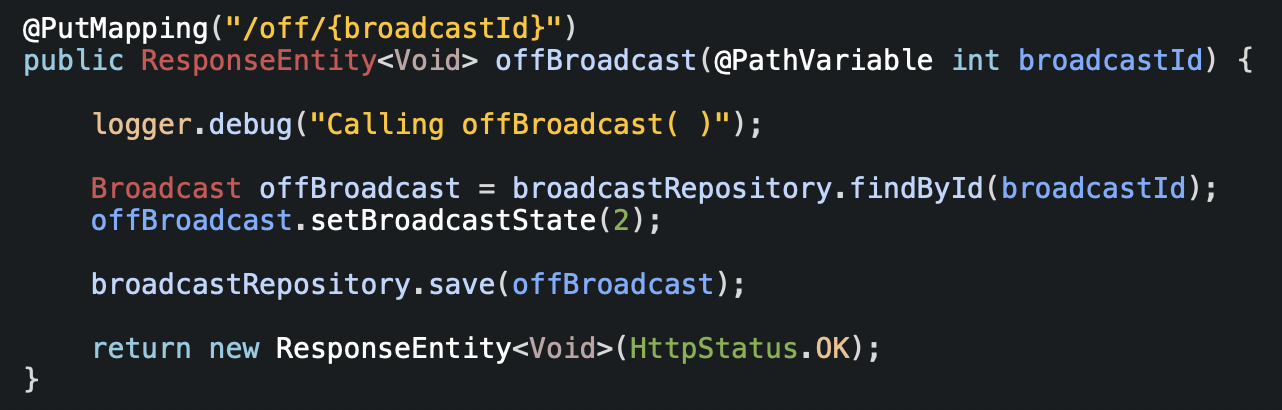 @PutMapping("/off/{broadcastId}")
public ResponseEntity<Void> offBroadcast(@PathVariable int broadcastId) {
logger.debug("Calling offBroadcast( )");
Broadcast offBroadcast = broadcastRepository.findById(broadcastId);
offBroadcast.setBroadcastState(2);
broadcastRepository.save(offBroadcast);
return new ResponseEntity<Void>(HttpStatus.OK);
}